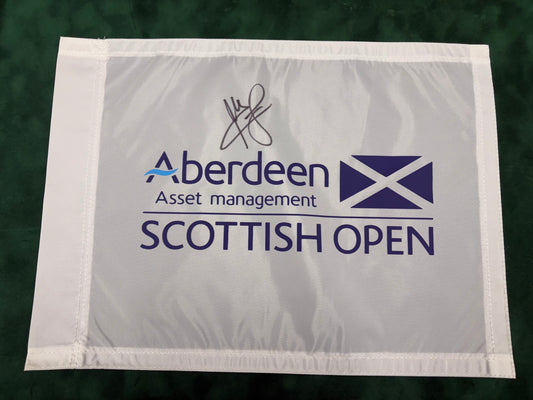 Aberdeen
Asset management
SCOTTISH OPEN